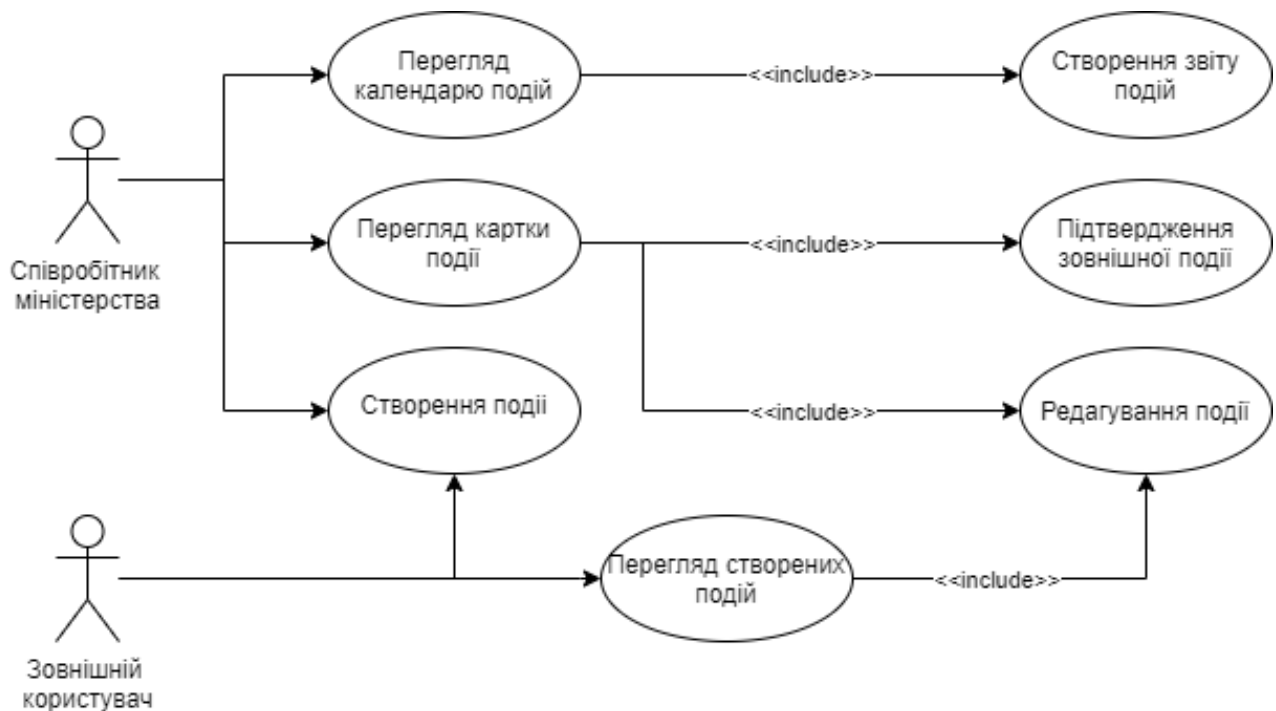 Перегляд
календарю подій
<<include>>
Створення звіту
подій
Співробітник
міністерства
Перегляд картки
події
<<include>>
Підтвердження
зовнішної події
Створення події
<<include>>
Редагування події
Зовнішній
користувач
Перегляд створених
подій
<<include>>